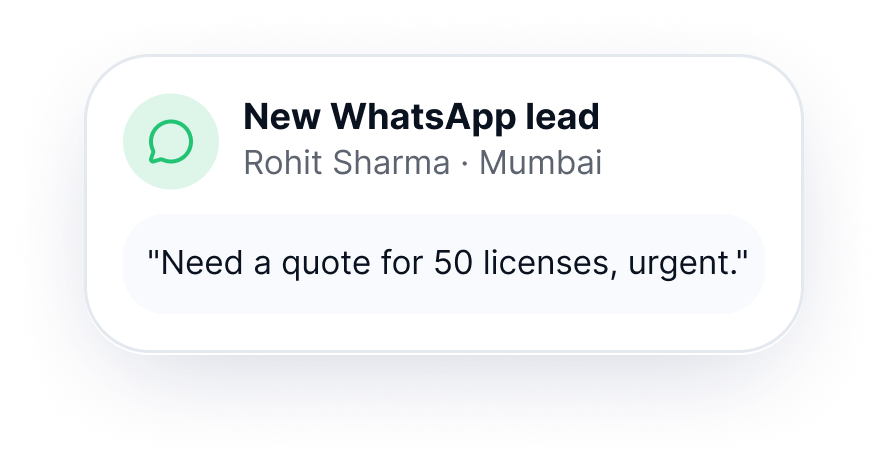 New WhatsApp lead
Rohit Sharma · Mumbai
"Need a quote for 50 licenses, urgent."